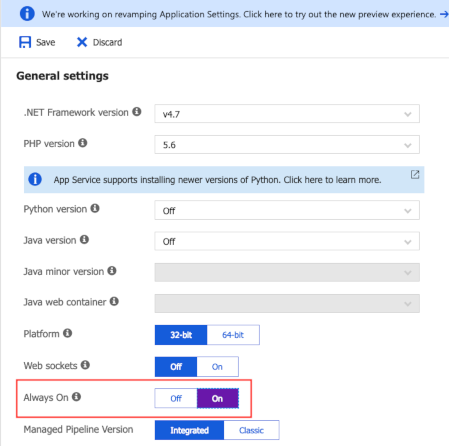 We're working on revamping Application Settings. Click here to try out the new preview experience. →
Save Discard
General settings
.NET Framework version v4.7
PHP version 5.6
App Service supports installing newer versions of Python. Click here to learn more.
Python version Off
Java version Off
Java minor version
Java web container
Platform 32-bit 64-bit
Web sockets Off On
Always On Off On
Managed Pipeline Version Integrated Classic